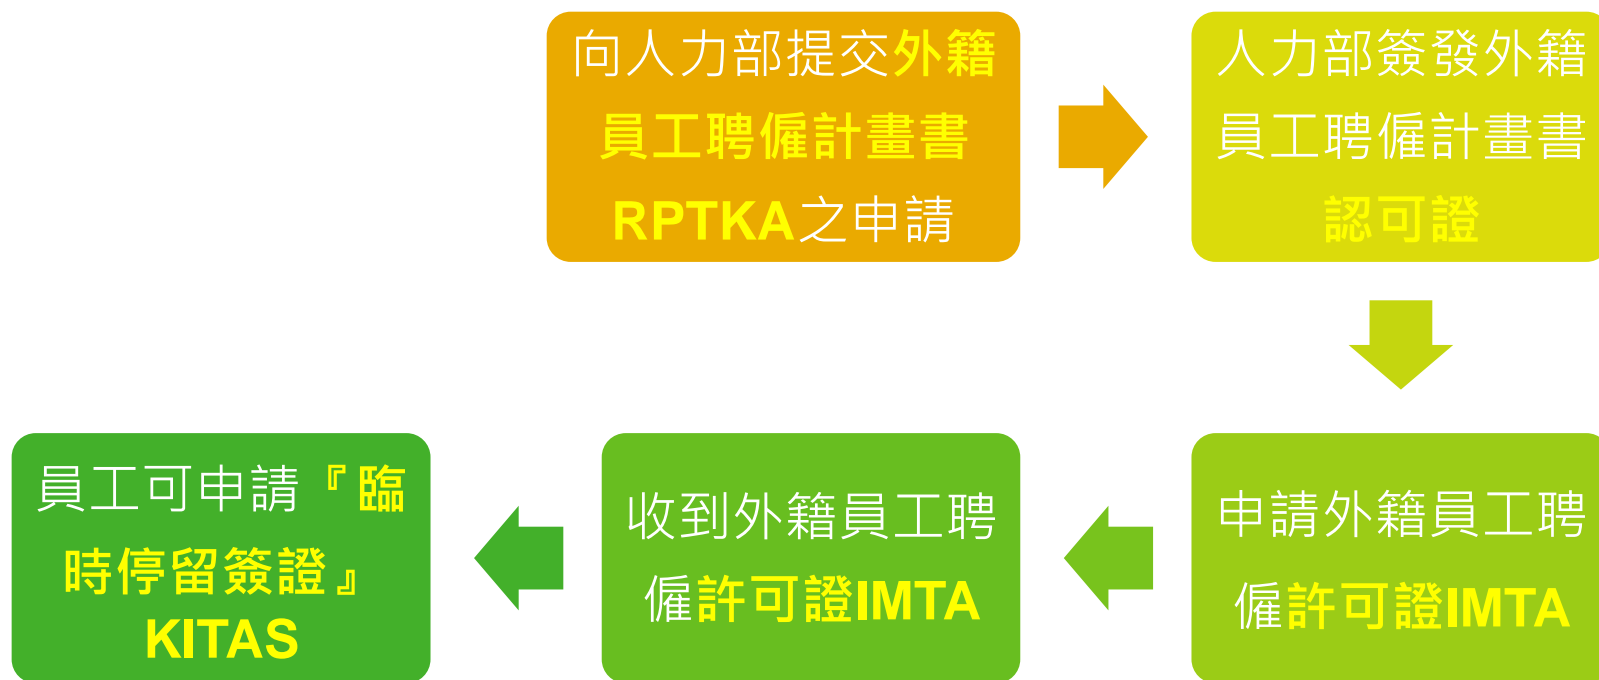 向人力部提交外籍
員工聘僱計畫書
RPTKA之申請
人力部簽發外籍
員工聘僱計畫書
認可證
申請外籍員工聘
僱許可證IMTA
收到外籍員工聘
僱許可證IMTA
員工可申請『臨
時停留簽證』
KITAS